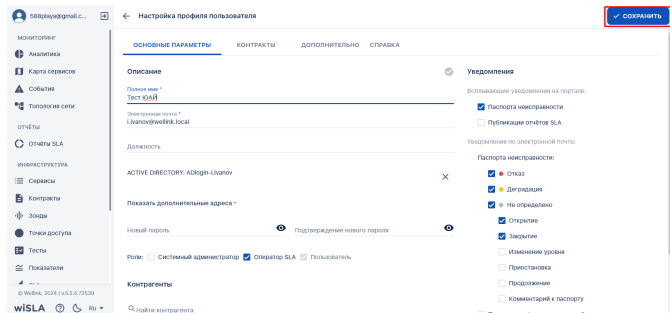 588playa@gmail.c...
Настройка профиля пользователя
СОХРАНИТЬ
МОНИТОРИНГ
Аналитика
Карта сервисов
События
Топология сети
ОТЧЁТЫ
Отчёты SLA
ИНФРАСТРУКТУРА
Сервисы
Контракты
Зонды
Точки доступа
Тесты
Показатели
© Wellink, 2024 | v.5.2.4.73539
wiSLA
Ru
ОСНОВНЫЕ ПАРАМЕТРЫ
КОНТРАКТЫ
ДОПОЛНИТЕЛЬНО
СПРАВКА
Описание
Полное имя *
Тест ЮАЙ
Электронная почта *
i.ivanov@wellink.local
Должность
ACTIVE DIRECTORY: ADlogin-i.ivanov
Показать дополнительные адреса
Новый пароль
Подтверждение нового пароля
Роли:
Системный администратор
Оператор SLA
Пользователь
Контрагенты
Найти контрагента
Уведомления
Всплывающие уведомления на портале:
Паспорта неисправности
Публикации отчётов SLA
Уведомления по электронной почте:
Паспорта неисправности:
Отказ
Деградация
Не определено
Открытие
Закрытие
Изменение уровня
Приостановка
Продолжение
Комментарий к паспорту